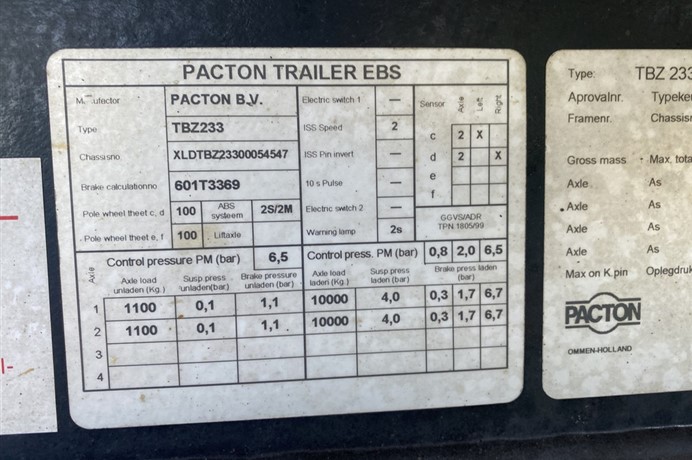 PACTON TRAILER EBS
PACTON B.V. Electric switch 1 —
Sensor Axle Left Right
Type TBZ233 ISS Speed 2
c 2 X
Chassisno. XLDTBZ23300054547 ISS Pin invert —
d 2 X
Brake calculationno 601T3369 10 s Pulse —
e
f
Pole wheel theet c, d 100 ABS systeem 2S/2M Electric switch 2 —
Pole wheel theet e, f 100 Liftaxle Warning lamp 2s
GGVS/ADR
TPN.1805/99
Axle Control pressure PM (bar) 6,5 Control press. PM (bar) 0,8 2,0 6,5
Axle load unladen (Kg.) Susp press unladen(bar) Brake pressure unladen (bar) Axle load laden (Kg.) Susp press laden (bar) Brake press laden (bar)
1 1100 0,1 1,1 10000 4,0 0,3 1,7 6,7
2 1100 0,1 1,1 10000 4,0 0,3 1,7 6,7
3
4
Type: TBZ 233
Aprovalnr.
Framenr.
Gross mass Max. tota
Axle. As
Axle As
Axle As
Axle As
Max on K.pin
PACTON
OMMEN-HOLLAND